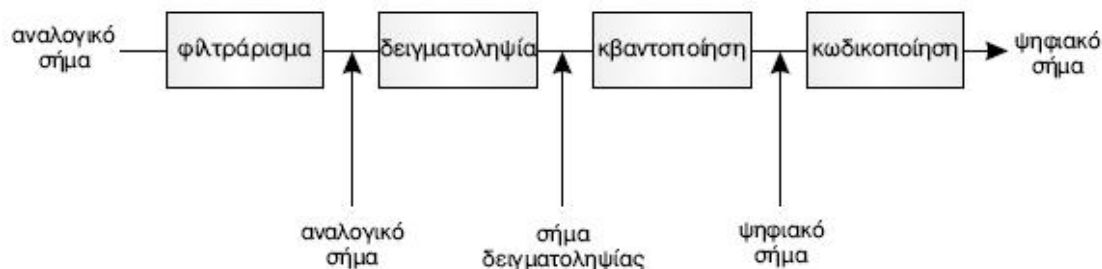 αναλογικό
σήμα
φιλτράρισμα
δειγματοληψία
κβαντοποίηση
κωδικοποίηση
ψηφιακό
σήμα
αναλογικό
σήμα
σήμα
δειγματοληψίας
ψηφιακό
σήμα